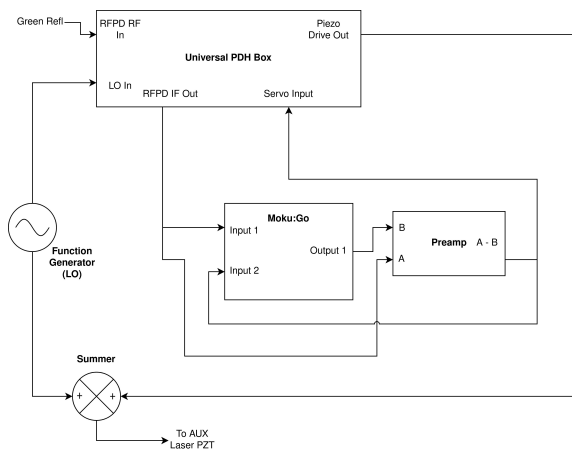 Green Refl
RFPD RF
In
Piezo
Drive Out
Universal PDH Box
LO In
RFPD IF Out
Servo Input
Moku:Go
Input 1
Output 1
Input 2
B
Preamp A - B
A
Function
Generator
(LO)
Summer
+ +
To AUX
Laser PZT